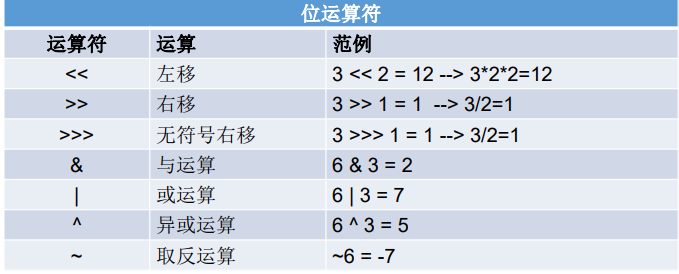 位运算符
运算符 运算 范例
<< 左移 3 << 2 = 12 --> 3*2*2=12
>> 右移 3 >> 1 = 1 --> 3/2=1
>>> 无符号右移 3 >>> 1 = 1 --> 3/2=1
& 与运算 6 & 3 = 2
| 或运算 6 | 3 = 7
^ 异或运算 6 ^ 3 = 5
~ 取反运算 ~6 = -7